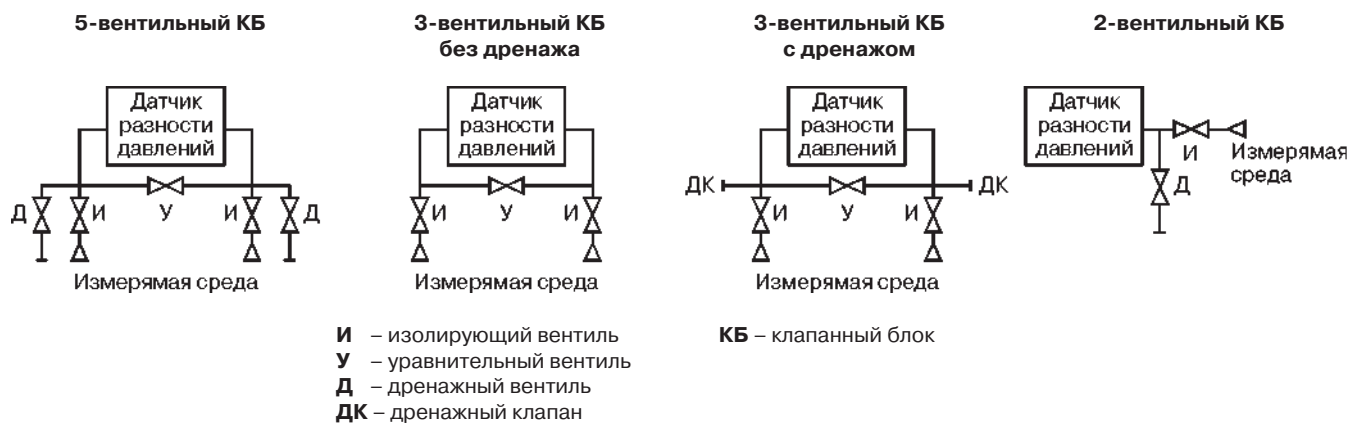 5-вентильный КБ
3-вентильный КБ
без дренажа
3-вентильный КБ
с дренажом
2-вентильный КБ
Датчик
разности
давлений
Д
И
У
И
Д
Измерямая среда
Датчик
разности
давлений
И
У
И
Измерямая среда
Датчик
разности
давлений
ДК
ДК
И
У
И
Измерямая среда
Датчик
разности
давлений
И
Измерямая
среда
Д
И – изолирующий вентиль
У – уравнительный вентиль
Д – дренажный вентиль
ДК – дренажный клапан
КБ – клапанный блок